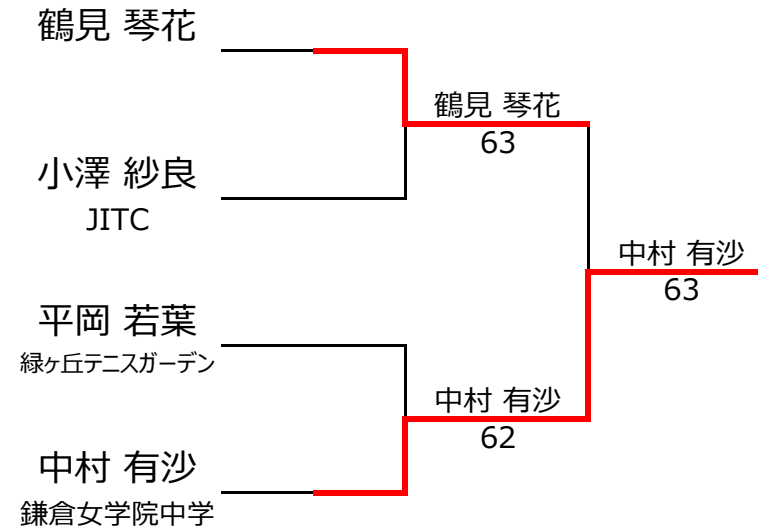 鶴見 琴花
鶴見 琴花
63
小澤 紗良
JITC
中村 有沙
63
平岡 若葉
緑ヶ丘テニスガーデン
中村 有沙
62
中村 有沙
鎌倉女学院中学